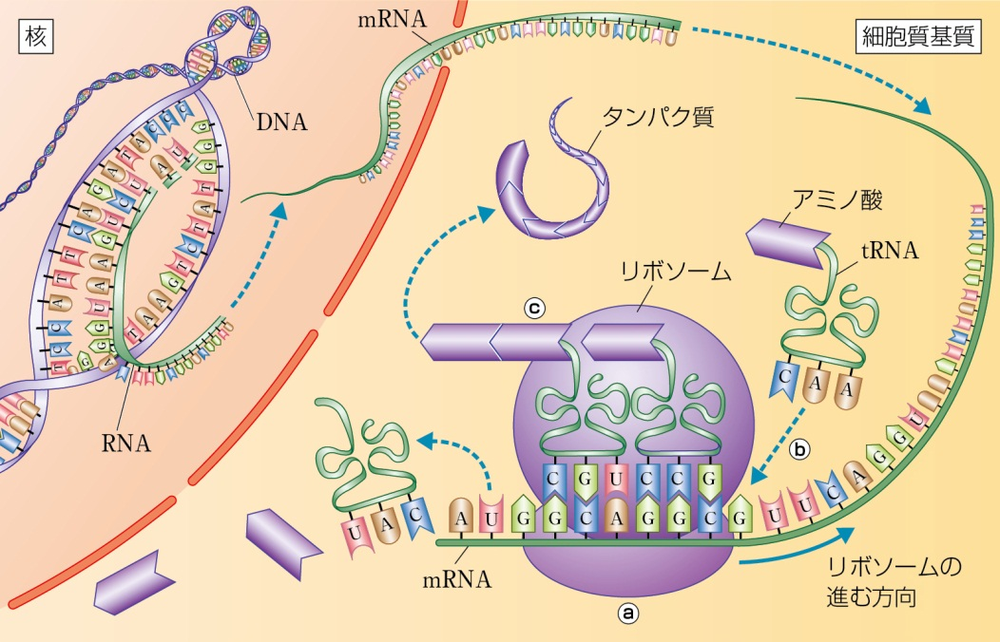 核
mRNA
細胞質基質
DNA
タンパク質
アミノ酸
tRNA
リボソーム
ⓒ
C A A
ⓑ
RNA
C G U C C G
U A C
A U G G C A G G C G U U C A G G U
mRNA
リボソームの
進む方向
ⓐ